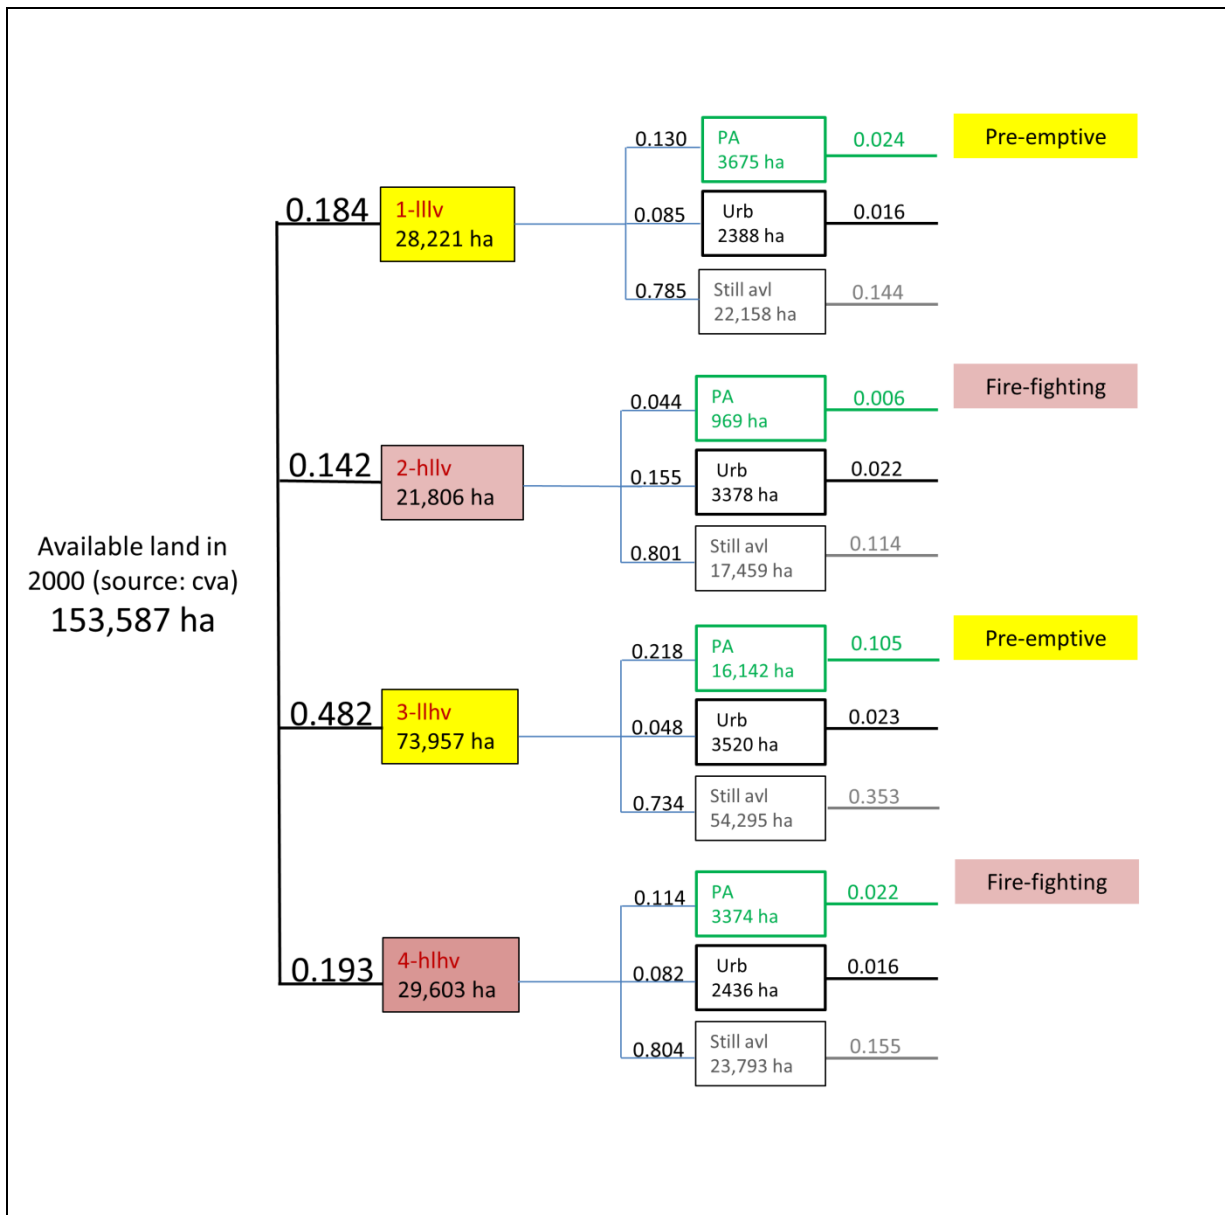 Available land in
2000 (source: cva)
153,587 ha
0.184
1-lllv
28,221 ha
0.130
PA
3675 ha
0.024
Pre-emptive
0.085
Urb
2388 ha
0.016
0.785
Still avl
22,158 ha
0.144
0.142
2-hllv
21,806 ha
0.044
PA
969 ha
0.006
Fire-fighting
0.155
Urb
3378 ha
0.022
0.801
Still avl
17,459 ha
0.114
0.482
3-llhv
73,957 ha
0.218
PA
16,142 ha
0.105
Pre-emptive
0.048
Urb
3520 ha
0.023
0.734
Still avl
54,295 ha
0.353
0.193
4-hlhv
29,603 ha
0.114
PA
3374 ha
0.022
Fire-fighting
0.082
Urb
2436 ha
0.016
0.804
Still avl
23,793 ha
0.155